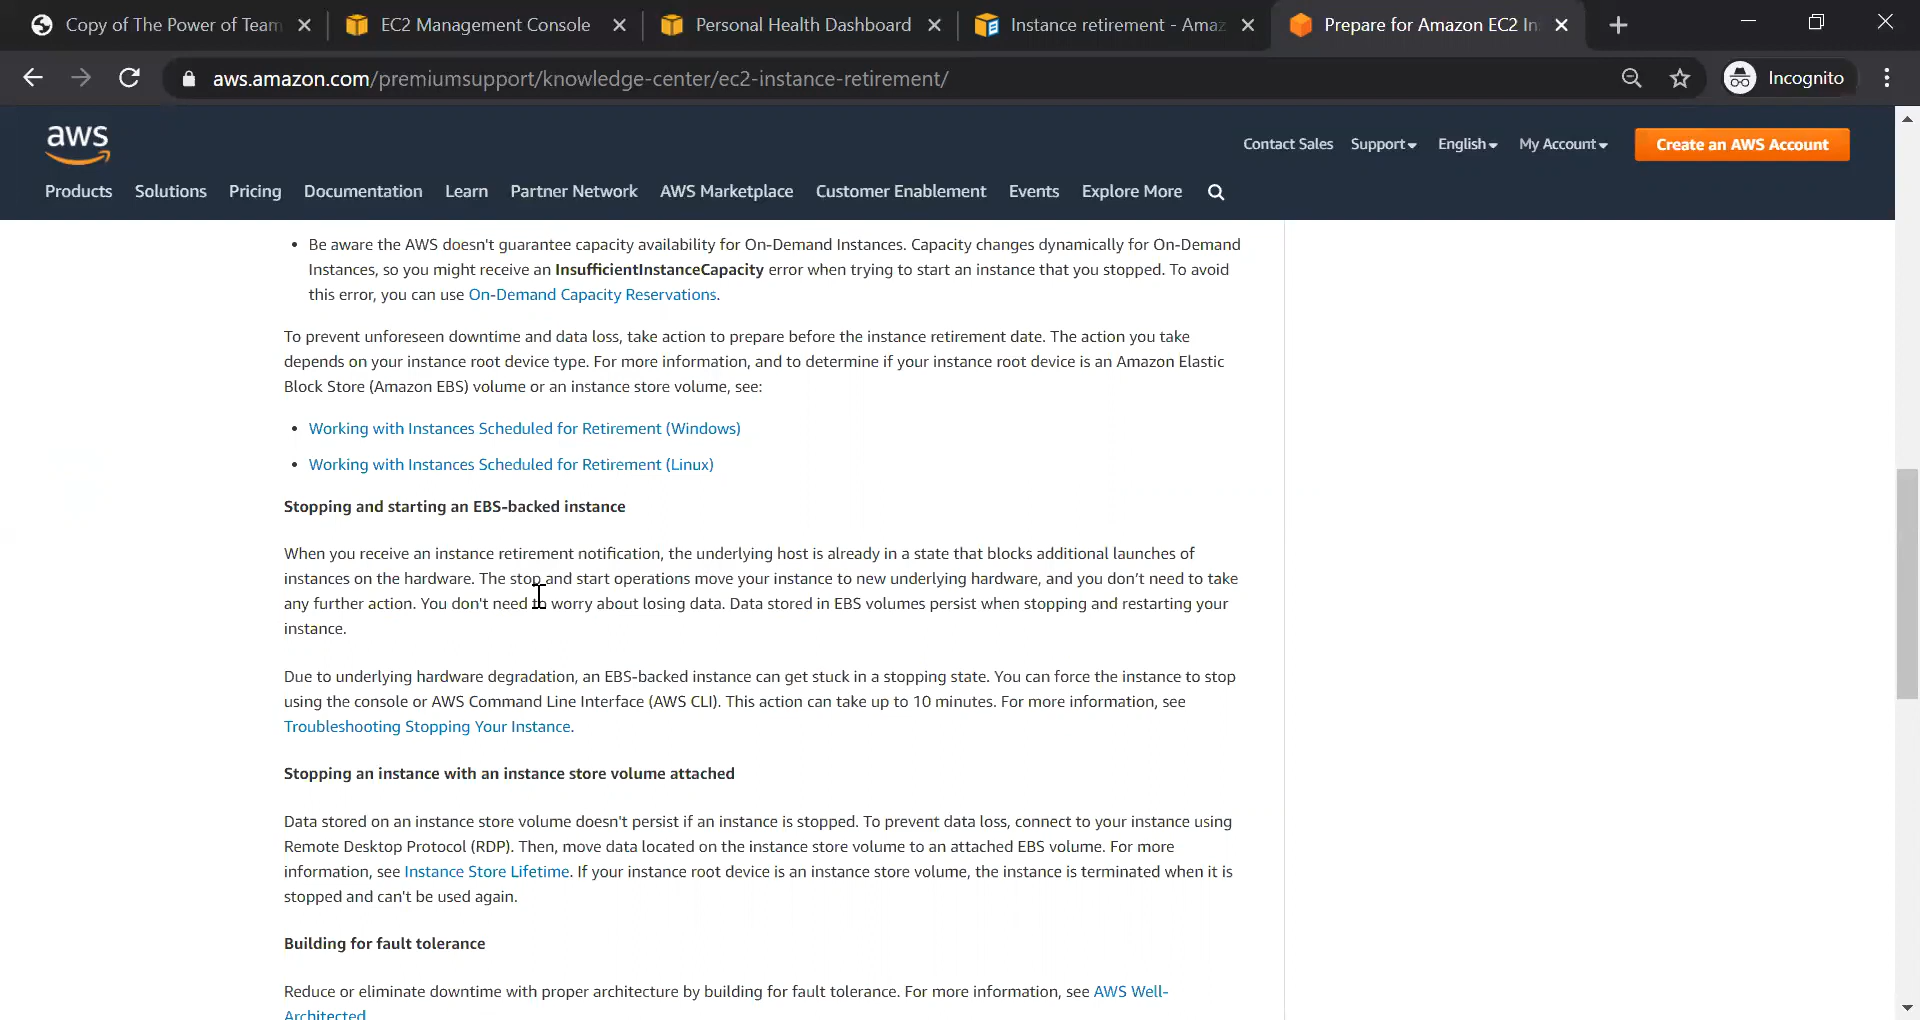 Copy of The Power of Team
EC2 Management Console
Personal Health Dashboard
Instance retirement - Amaz
Prepare for Amazon EC2 In
aws.amazon.com/premiumsupport/knowledge-center/ec2-instance-retirement/
Incognito
aws
Contact Sales
Support
English
My Account
Create an AWS Account
Products
Solutions
Pricing
Documentation
Learn
Partner Network
AWS Marketplace
Customer Enablement
Events
Explore More
• Be aware the AWS doesn't guarantee capacity availability for On-Demand Instances. Capacity changes dynamically for On-Demand
Instances, so you might receive an InsufficientInstanceCapacity error when trying to start an instance that you stopped. To avoid
this error, you can use On-Demand Capacity Reservations.
To prevent unforeseen downtime and data loss, take action to prepare before the instance retirement date. The action you take
depends on your instance root device type. For more information, and to determine if your instance root device is an Amazon Elastic
Block Store (Amazon EBS) volume or an instance store volume, see:
• Working with Instances Scheduled for Retirement (Windows)
• Working with Instances Scheduled for Retirement (Linux)
Stopping and starting an EBS-backed instance
When you receive an instance retirement notification, the underlying host is already in a state that blocks additional launches of
instances on the hardware. The stop and start operations move your instance to new underlying hardware, and you don't need to take
any further action. You don't need to worry about losing data. Data stored in EBS volumes persist when stopping and restarting your
instance.
Due to underlying hardware degradation, an EBS-backed instance can get stuck in a stopping state. You can force the instance to stop
using the console or AWS Command Line Interface (AWS CLI). This action can take up to 10 minutes. For more information, see
Troubleshooting Stopping Your Instance.
Stopping an instance with an instance store volume attached
Data stored on an instance store volume doesn't persist if an instance is stopped. To prevent data loss, connect to your instance using
Remote Desktop Protocol (RDP). Then, move data located on the instance store volume to an attached EBS volume. For more
information, see Instance Store Lifetime. If your instance root device is an instance store volume, the instance is terminated when it is
stopped and can't be used again.
Building for fault tolerance
Reduce or eliminate downtime with proper architecture by building for fault tolerance. For more information, see AWS Well-
Architected